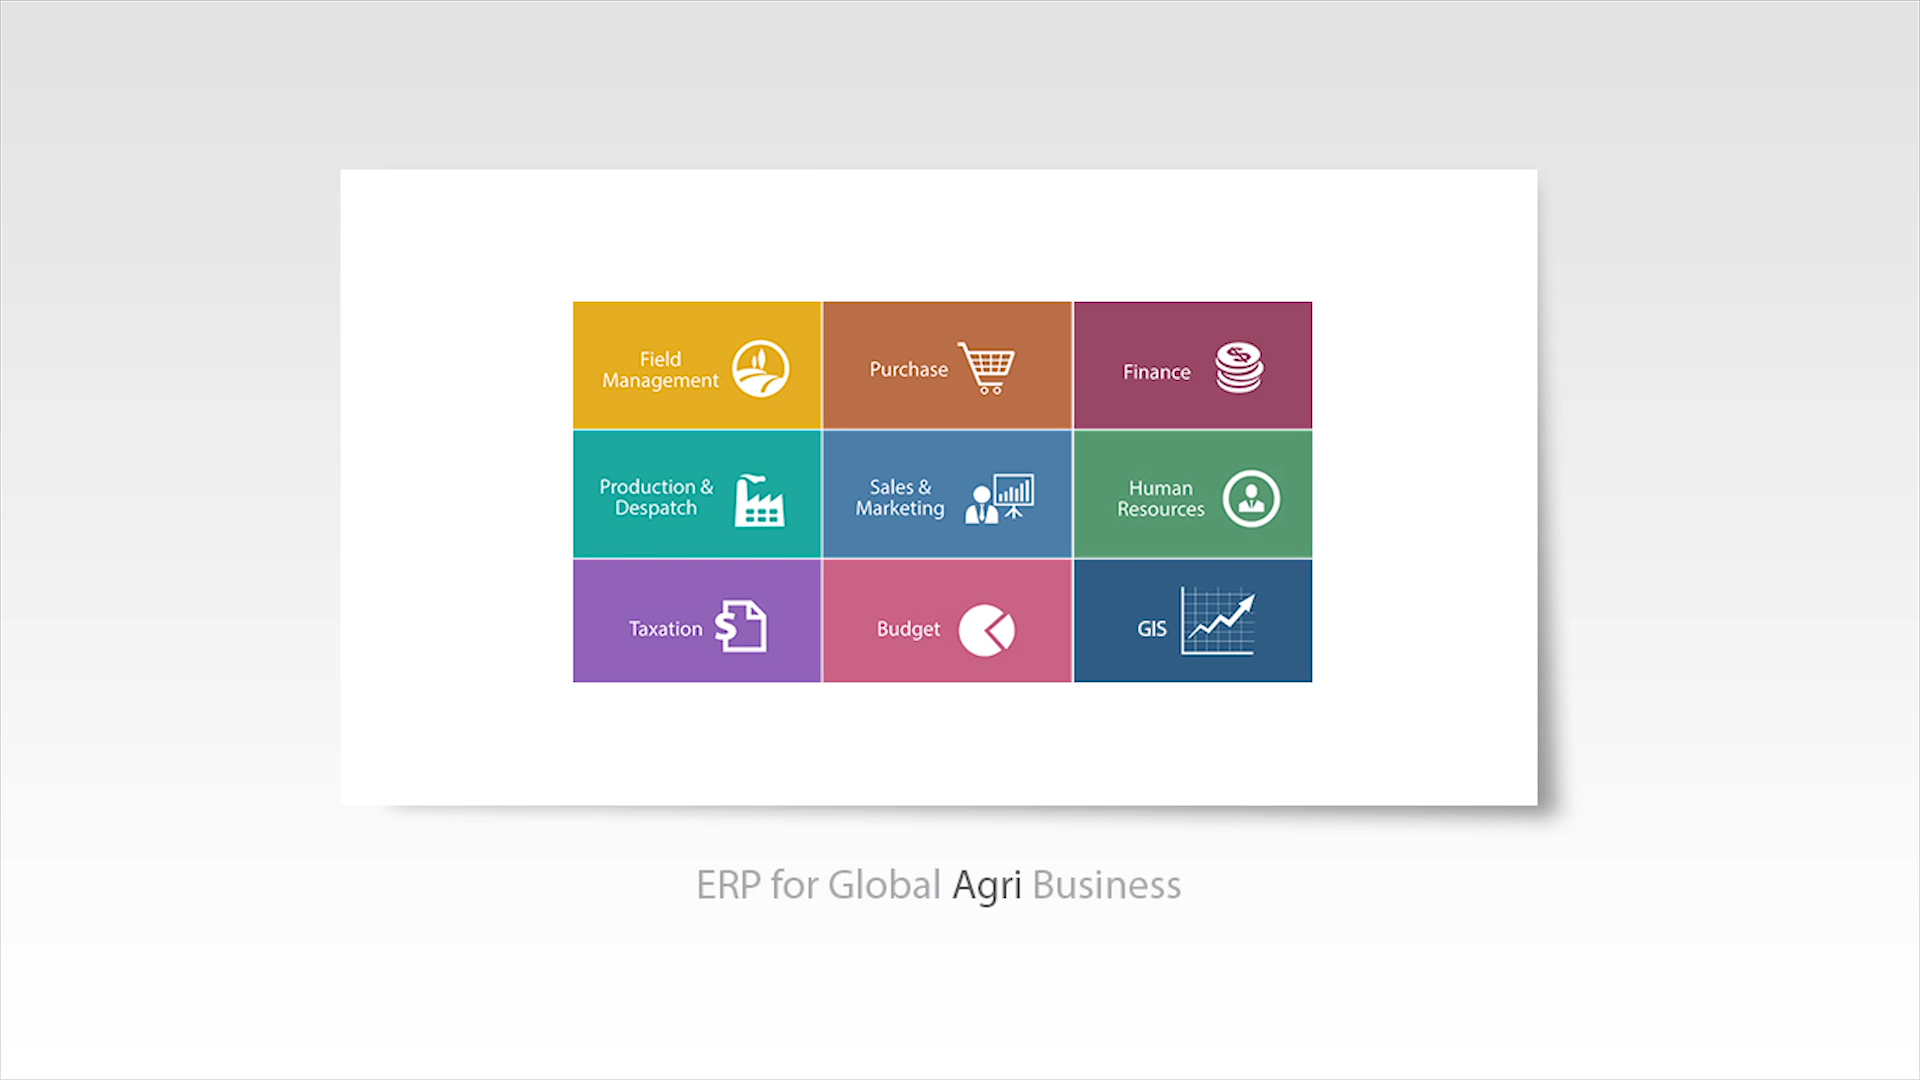 Field
Management
Purchase
Finance
Production &
Despatch
Sales &
Marketing
Human
Resources
Taxation
Budget
GIS
ERP for Global Agri Business